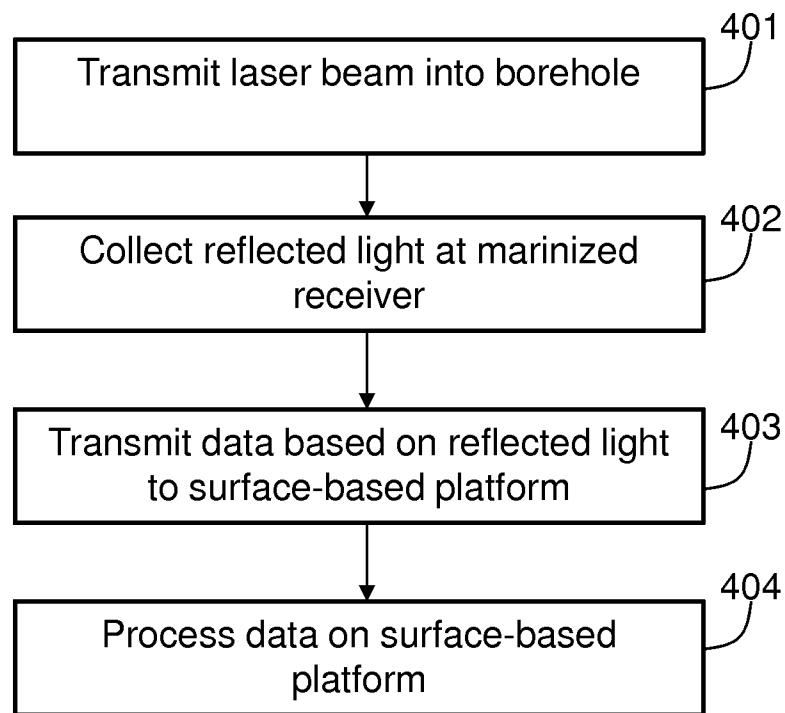 401
Transmit laser beam into borehole
402
Collect reflected light at marinized
receiver
403
Transmit data based on reflected light
to surface-based platform
404
Process data on surface-based
platform